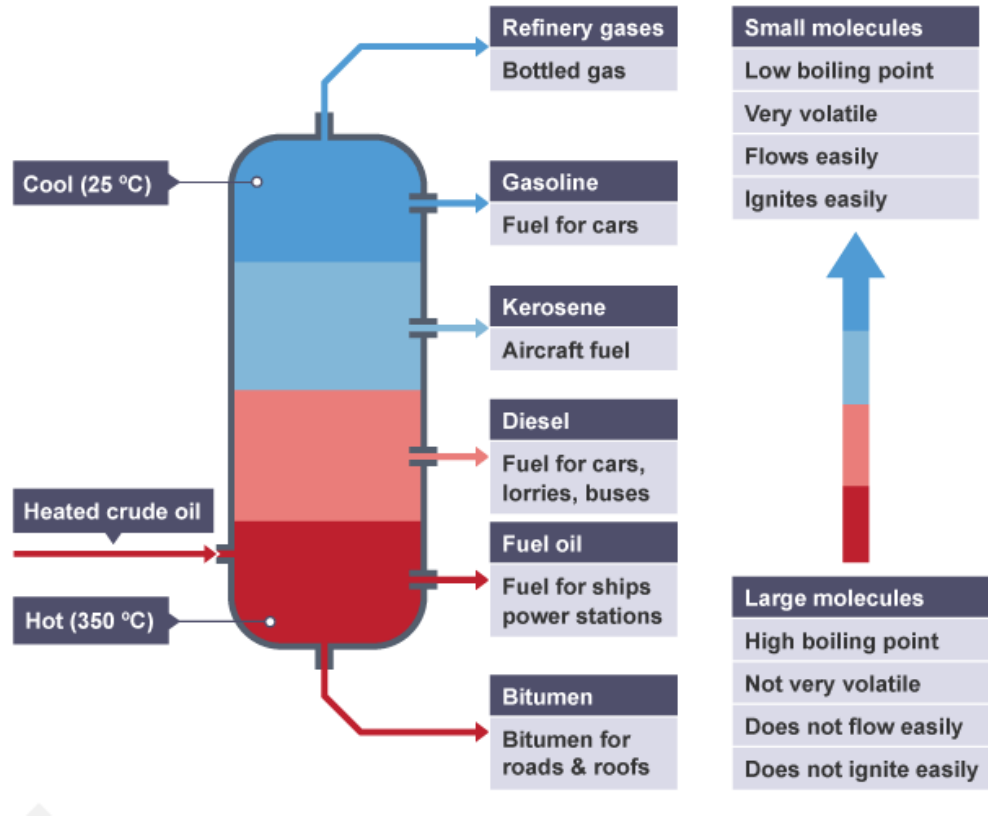 Refinery gases
Bottled gas
Cool (25 ºC)
Gasoline
Fuel for cars
Kerosene
Aircraft fuel
Diesel
Fuel for cars,
lorries, buses
Heated crude oil
Fuel oil
Fuel for ships
power stations
Hot (350 ºC)
Bitumen
Bitumen for
roads & roofs
Small molecules
Low boiling point
Very volatile
Flows easily
Ignites easily
Large molecules
High boiling point
Not very volatile
Does not flow easily
Does not ignite easily